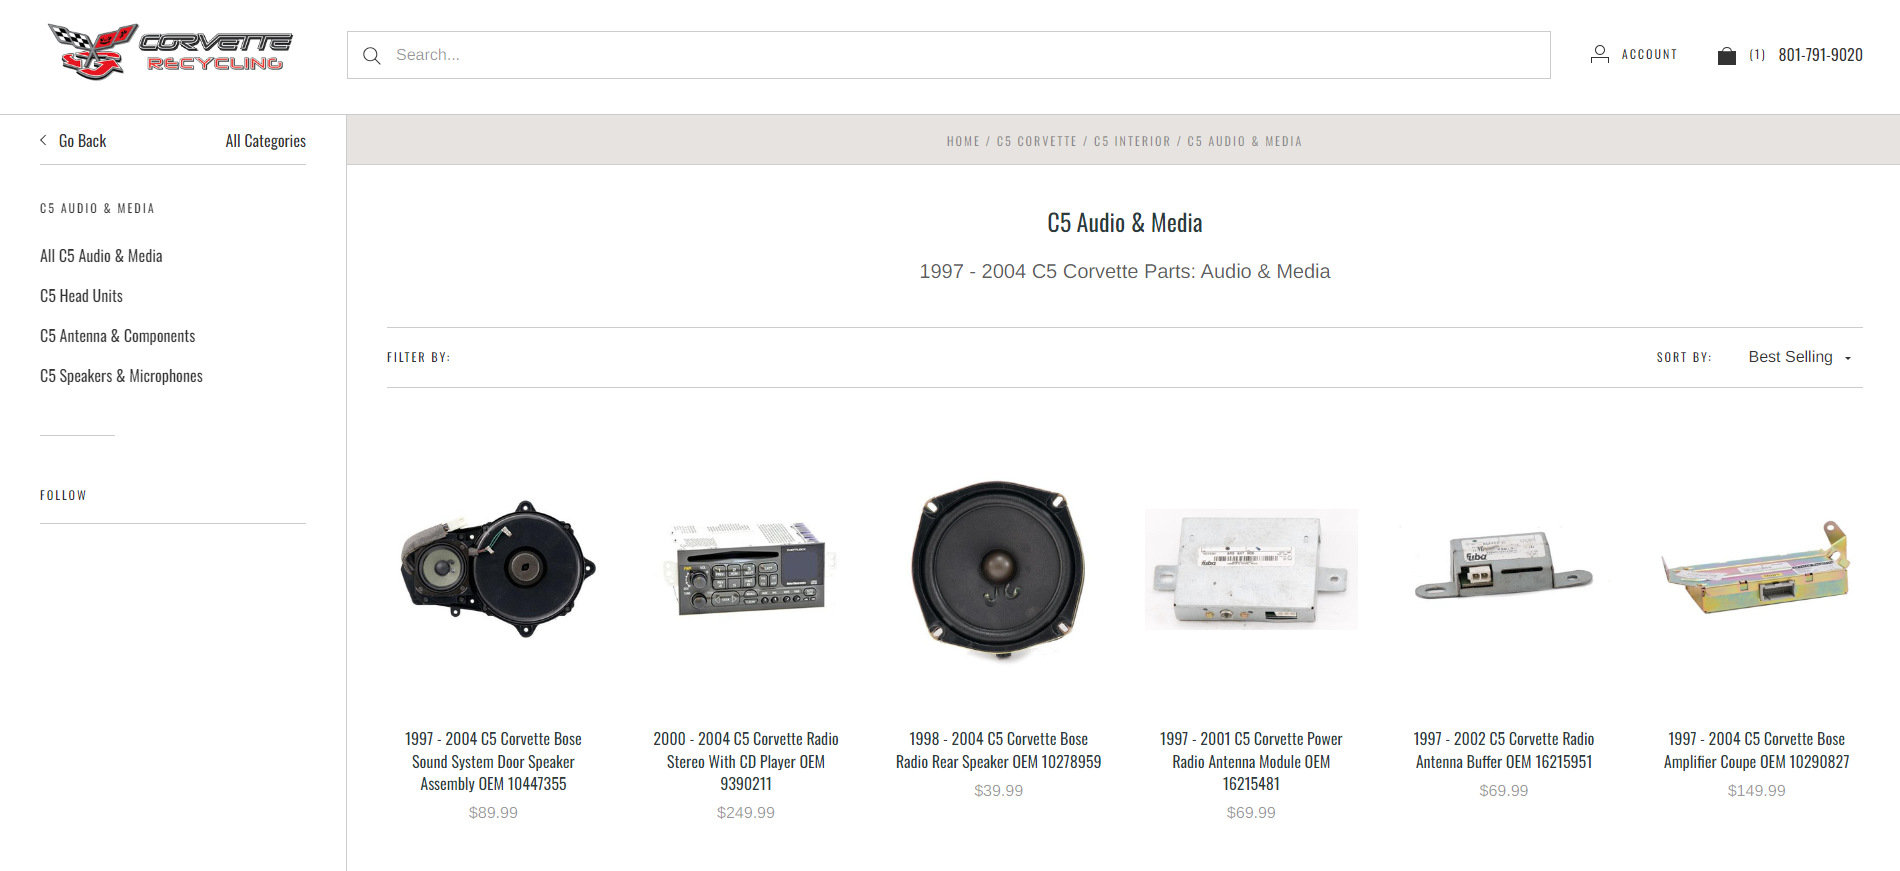 CORVETTE
RECYCLING
Search...
ACCOUNT
(1)
801-791-9020
Go Back
All Categories
HOME / C5 CORVETTE / C5 INTERIOR / C5 AUDIO & MEDIA
C5 AUDIO & MEDIA
All C5 Audio & Media
C5 Head Units
C5 Antenna & Components
C5 Speakers & Microphones
FOLLOW
C5 Audio & Media
1997 - 2004 C5 Corvette Parts: Audio & Media
FILTER BY:
SORT BY:
Best Selling
fuba
fuba
1997 - 2004 C5 Corvette Bose
Sound System Door Speaker
Assembly OEM 10447355
$89.99
2000 - 2004 C5 Corvette Radio
Stereo With CD Player OEM
9390211
$249.99
1998 - 2004 C5 Corvette Bose
Radio Rear Speaker OEM 10278959
$39.99
1997 - 2001 C5 Corvette Power
Radio Antenna Module OEM
16215481
$69.99
1997 - 2002 C5 Corvette Radio
Antenna Buffer OEM 16215951
$69.99
1997 - 2004 C5 Corvette Bose
Amplifier Coupe OEM 10290827
$149.99